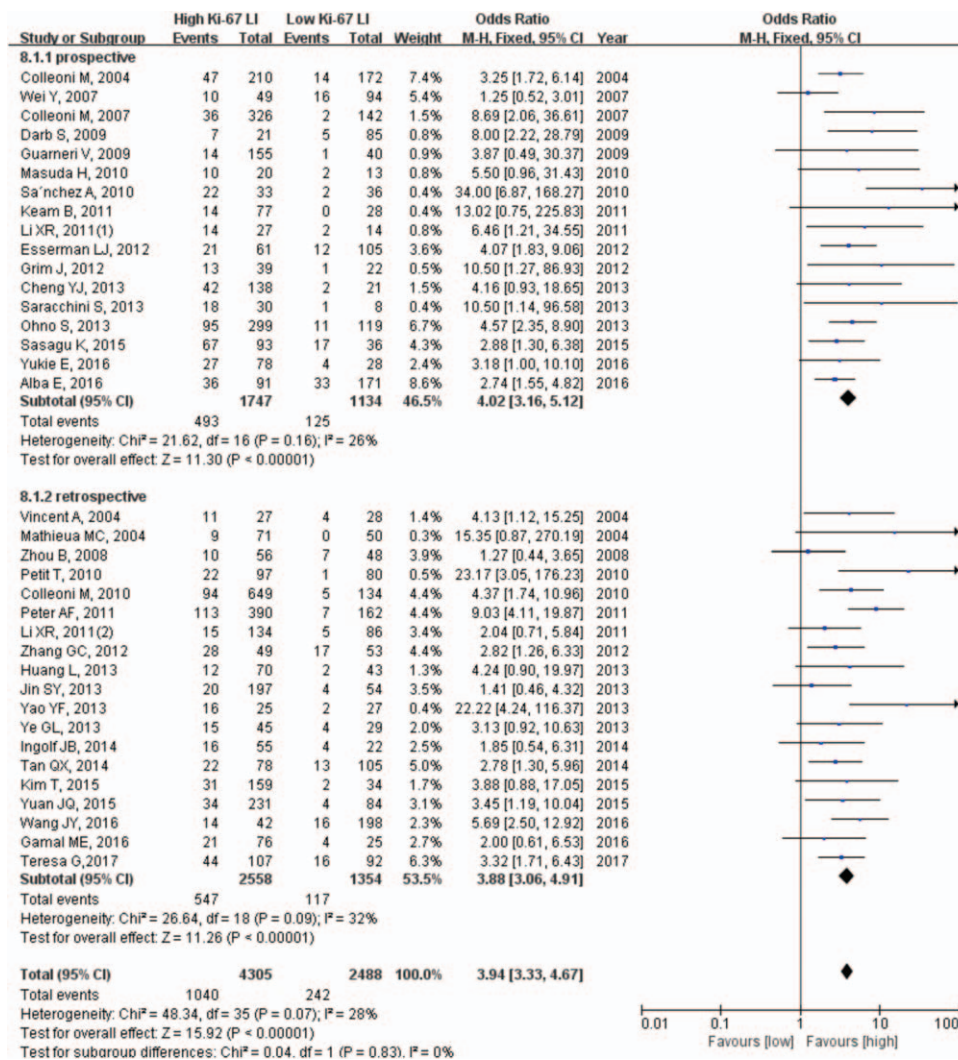 High Ki-67 LI Low Ki-67 LI Odds Ratio Odds Ratio
Study or Subgroup Events Total Events Total Weight M-H, Fixed, 95% CI Year M-H, Fixed, 95% CI
8.1.1 prospective
Colleoni M, 2004 47 210 14 172 7.4% 3.25 [1.72, 6.14] 2004
Wei Y, 2007 10 49 16 94 5.4% 1.25 [0.52, 3.01] 2007
Colleoni M, 2007 36 326 2 142 1.8% 8.69 [2.06, 36.61] 2007
Darb S, 2009 7 21 5 85 0.8% 8.00 [2.22, 28.79] 2009
Guarneri V, 2009 14 155 1 40 0.9% 3.87 [0.49, 30.37] 2009
Masuda H, 2010 10 20 2 13 0.8% 5.50 [0.96, 31.43] 2010
Sa´nchez A, 2010 22 33 2 36 0.4% 34.00 [6.87, 168.27] 2010
Keam B, 2011 14 77 0 28 0.4% 13.02 [0.75, 225.83] 2011
Li XR, 2011(1) 14 27 2 14 0.8% 6.46 [1.21, 34.55] 2011
Esserman LJ, 2012 21 61 12 105 3.6% 4.07 [1.83, 9.06] 2012
Grim J, 2012 13 39 1 22 0.5% 10.50 [1.27, 86.93] 2012
Cheng YJ, 2013 42 138 2 21 1.5% 4.16 [0.93, 18.65] 2013
Saracchini S, 2013 18 30 1 8 0.4% 10.50 [1.14, 96.58] 2013
Ohno S, 2013 95 299 11 119 6.7% 4.57 [2.35, 8.90] 2013
Sasagu K, 2015 67 93 17 36 4.2% 2.88 [1.30, 6.38] 2015
Yukie E, 2016 27 78 4 28 2.3% 3.18 [1.00, 10.10] 2016
Alba E, 2016 36 91 33 171 8.6% 2.74 [1.55, 4.82] 2016
Subtotal (95% CI) 1747 1134 46.5% 4.02 [3.16, 5.12]
Total events 493 125
Heterogeneity: Chi² = 21.62, df = 16 (P = 0.16); I² = 26%
Test for overall effect: Z = 11.30 (P < 0.00001)
8.1.2 retrospective
Vincent A, 2004 11 27 4 28 1.4% 4.13 [1.12, 15.25] 2004
Mathieua MC, 2004 9 71 0 50 0.3% 15.35 [0.87, 270.19] 2004
Zhou B, 2008 10 56 7 48 3.9% 1.27 [0.44, 3.65] 2008
Petit T, 2010 22 97 1 80 0.5% 23.17 [3.05, 176.23] 2010
Colleoni M, 2010 94 649 5 134 4.4% 4.37 [1.74, 10.96] 2010
Peter AF, 2011 113 390 7 162 4.2% 9.03 [4.11, 19.87] 2011
Li XR, 2011(2) 15 134 5 86 3.4% 2.04 [0.71, 5.84] 2011
Zhang GC, 2012 28 49 17 53 4.2% 2.82 [1.26, 6.33] 2012
Huang L, 2013 12 70 2 43 1.2% 4.24 [0.90, 19.97] 2013
Jin SY, 2013 20 197 4 54 3.4% 1.41 [0.46, 4.32] 2013
Yao YF, 2013 16 25 2 27 0.4% 22.22 [4.24, 116.37] 2013
Ye GL, 2013 15 45 4 29 1.9% 3.13 [0.92, 10.63] 2013
Ingolf JB, 2014 16 55 4 22 2.4% 1.85 [0.54, 6.31] 2014
Tan QX, 2014 22 78 13 105 4.7% 2.78 [1.30, 5.96] 2014
Kim T, 2015 31 159 2 34 1.6% 3.88 [0.88, 17.05] 2015
Yuan JQ, 2015 34 231 4 84 3.1% 3.45 [1.19, 10.04] 2015
Wang JY, 2016 14 42 16 198 2.3% 5.69 [2.50, 12.92] 2016
Gamal ME, 2016 21 76 4 25 2.6% 2.00 [0.61, 6.53] 2016
Teresa G,2017 44 107 16 92 6.3% 3.32 [1.71, 6.43] 2017
Subtotal (95% CI) 2558 1354 53.5% 3.88 [3.06, 4.91]
Total events 547 117
Heterogeneity: Chi² = 26.64, df = 18 (P = 0.09); I² = 32%
Test for overall effect: Z = 11.26 (P < 0.00001)
Total (95% CI) 4305 2488 100.0% 3.94 [3.33, 4.67]
Total events 1040 242
Heterogeneity: Chi² = 48.34, df = 35 (P = 0.07); I² = 28%
Test for overall effect: Z = 15.92 (P < 0.00001)
Test for subgroup differences: Chi² = 0.04, df = 1 (P = 0.83), I² = 0%
0.01 0.1 1 10 100
Favours [low] Favours [high]